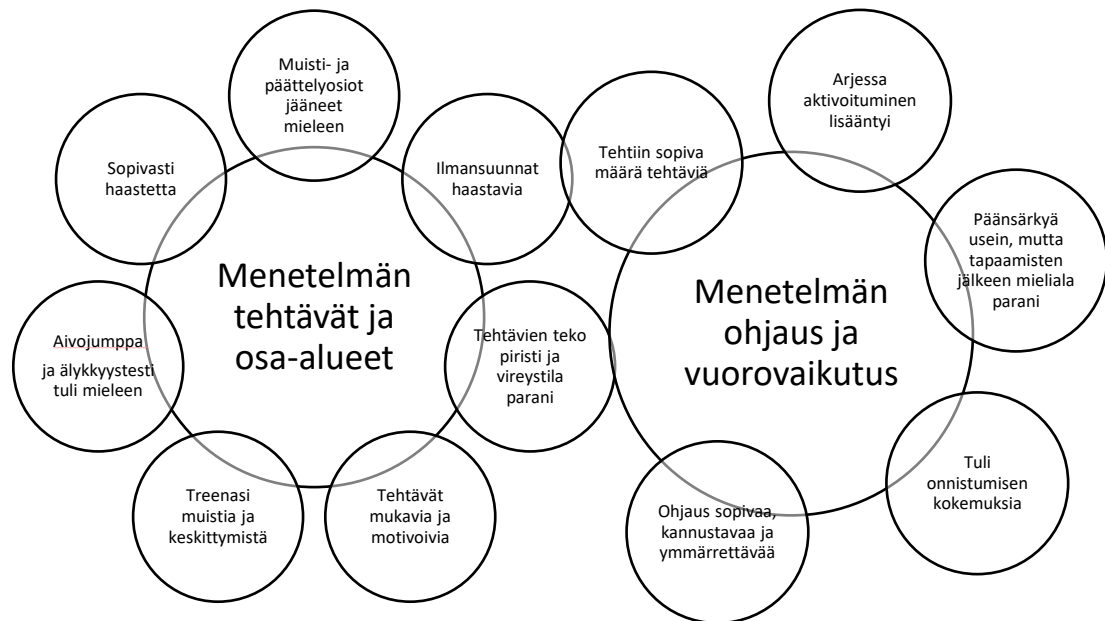 Muisti- ja
päättelyosiot
jääneet
mieleen
Sopivasti
haastetta
Ilmansuunnat
haastavia
Menetelmän
tehtävät ja
osa-alueet
Aivojumppa
ja älykkyystesti
tuli mieleen
Tehtävien teko
piristi ja
vireystila
parani
Treenasi
muistia ja
keskittymistä
Tehtävät
mukavia ja
motivoivia
Tehtiin sopiva
määrä tehtäviä
Arjessa
aktivoituminen
lisääntyi
Päänsärkyä
usein, mutta
tapaamisten
jälkeen mieliala
parani
Menetelmän
ohjaus ja
vuorovaikutus
Tuli
onnistumisen
kokemuksia
Ohjaus sopivaa,
kannustavaa ja
ymmärrettävää